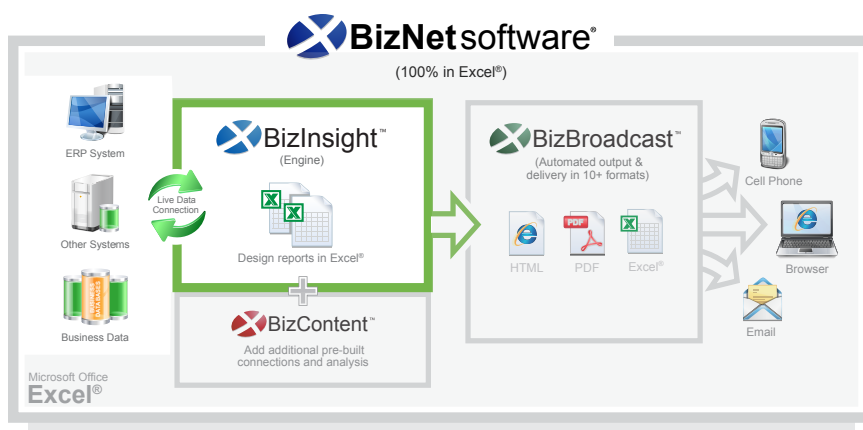 BizNetsoftware®
(100% in Excel®)
ERP System
Other Systems
BUSINESS
DATABASES
Business Data
Live Data
Connection
BizInsight™
(Engine)
Design reports in Excel®
BizContent™
Add additional pre-built
connections and analysis
BizBroadcast™
(Automated output &
delivery in 10+ formats)
HTML
PDF
PDF
Excel®
Cell Phone
Browser
Email
Microsoft Office
Excel®